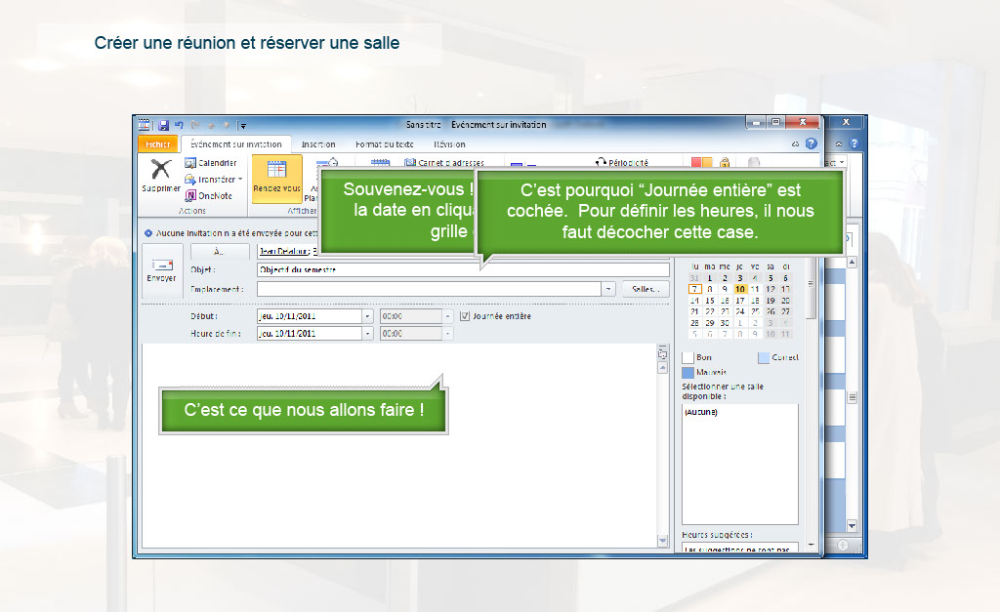 Créer une réunion et réserver une salle
Sans titre - Événement sur invitation
Fichier Événement sur invitation Insertion Format du texte Révision
Supprimer
Calendrier
Transférer
OneNote
Actions
Rendez-vous
Afficher
Carnet d'adresses
Périodicité
Souvenez-vous !
la date en cliqua
grille
C'est pourquoi “Journée entière” est
cochée. Pour définir les heures, il nous
faut décocher cette case.
Aucune invitation n'a été envoyée pour cet
Envoyer
À... Jean Delatour;
Objet : Objectif du semestre
Emplacement : Salles...
Début : jeu. 10/11/2011 00:00 Journée entière
Heure de fin : jeu. 10/11/2011 00:00
C'est ce que nous allons faire !
lu ma me je ve sa di
31 1 2 3 4 5 6
7 8 9 10 11 12 13
14 15 16 17 18 19 20
21 22 23 24 25 26 27
28 29 30 1 2 3 4
5 6 7 8 9 10 11
Bon Correct
Mauvais
Sélectionner une salle
disponible :
(Aucune)
Heures suggérées :
Les suggestions ne sont pas